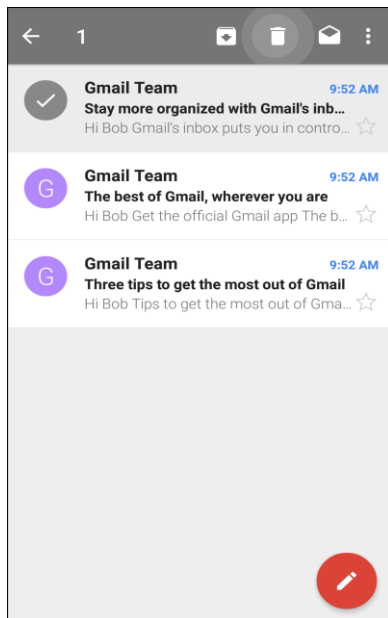 1
Gmail Team 9:52 AM
Stay more organized with Gmail's inb...
Hi Bob Gmail's inbox puts you in contro...
G
Gmail Team 9:52 AM
The best of Gmail, wherever you are
Hi Bob Get the official Gmail app The b...
G
Gmail Team 9:52 AM
Three tips to get the most out of Gmail
Hi Bob Tips to get the most out of Gma...